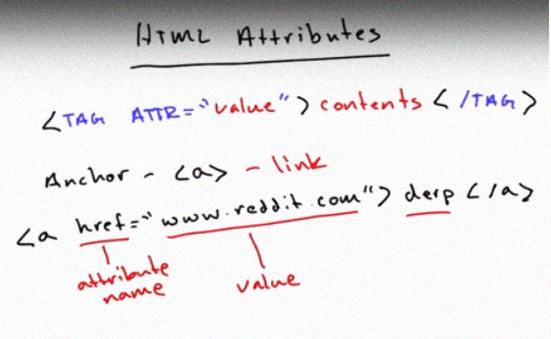 HTML Attributes
<TAG ATTR="value"> contents </TAG>
Anchor - <a> - link
<a href="www.reddit.com"> derp </a>
attribute name
value